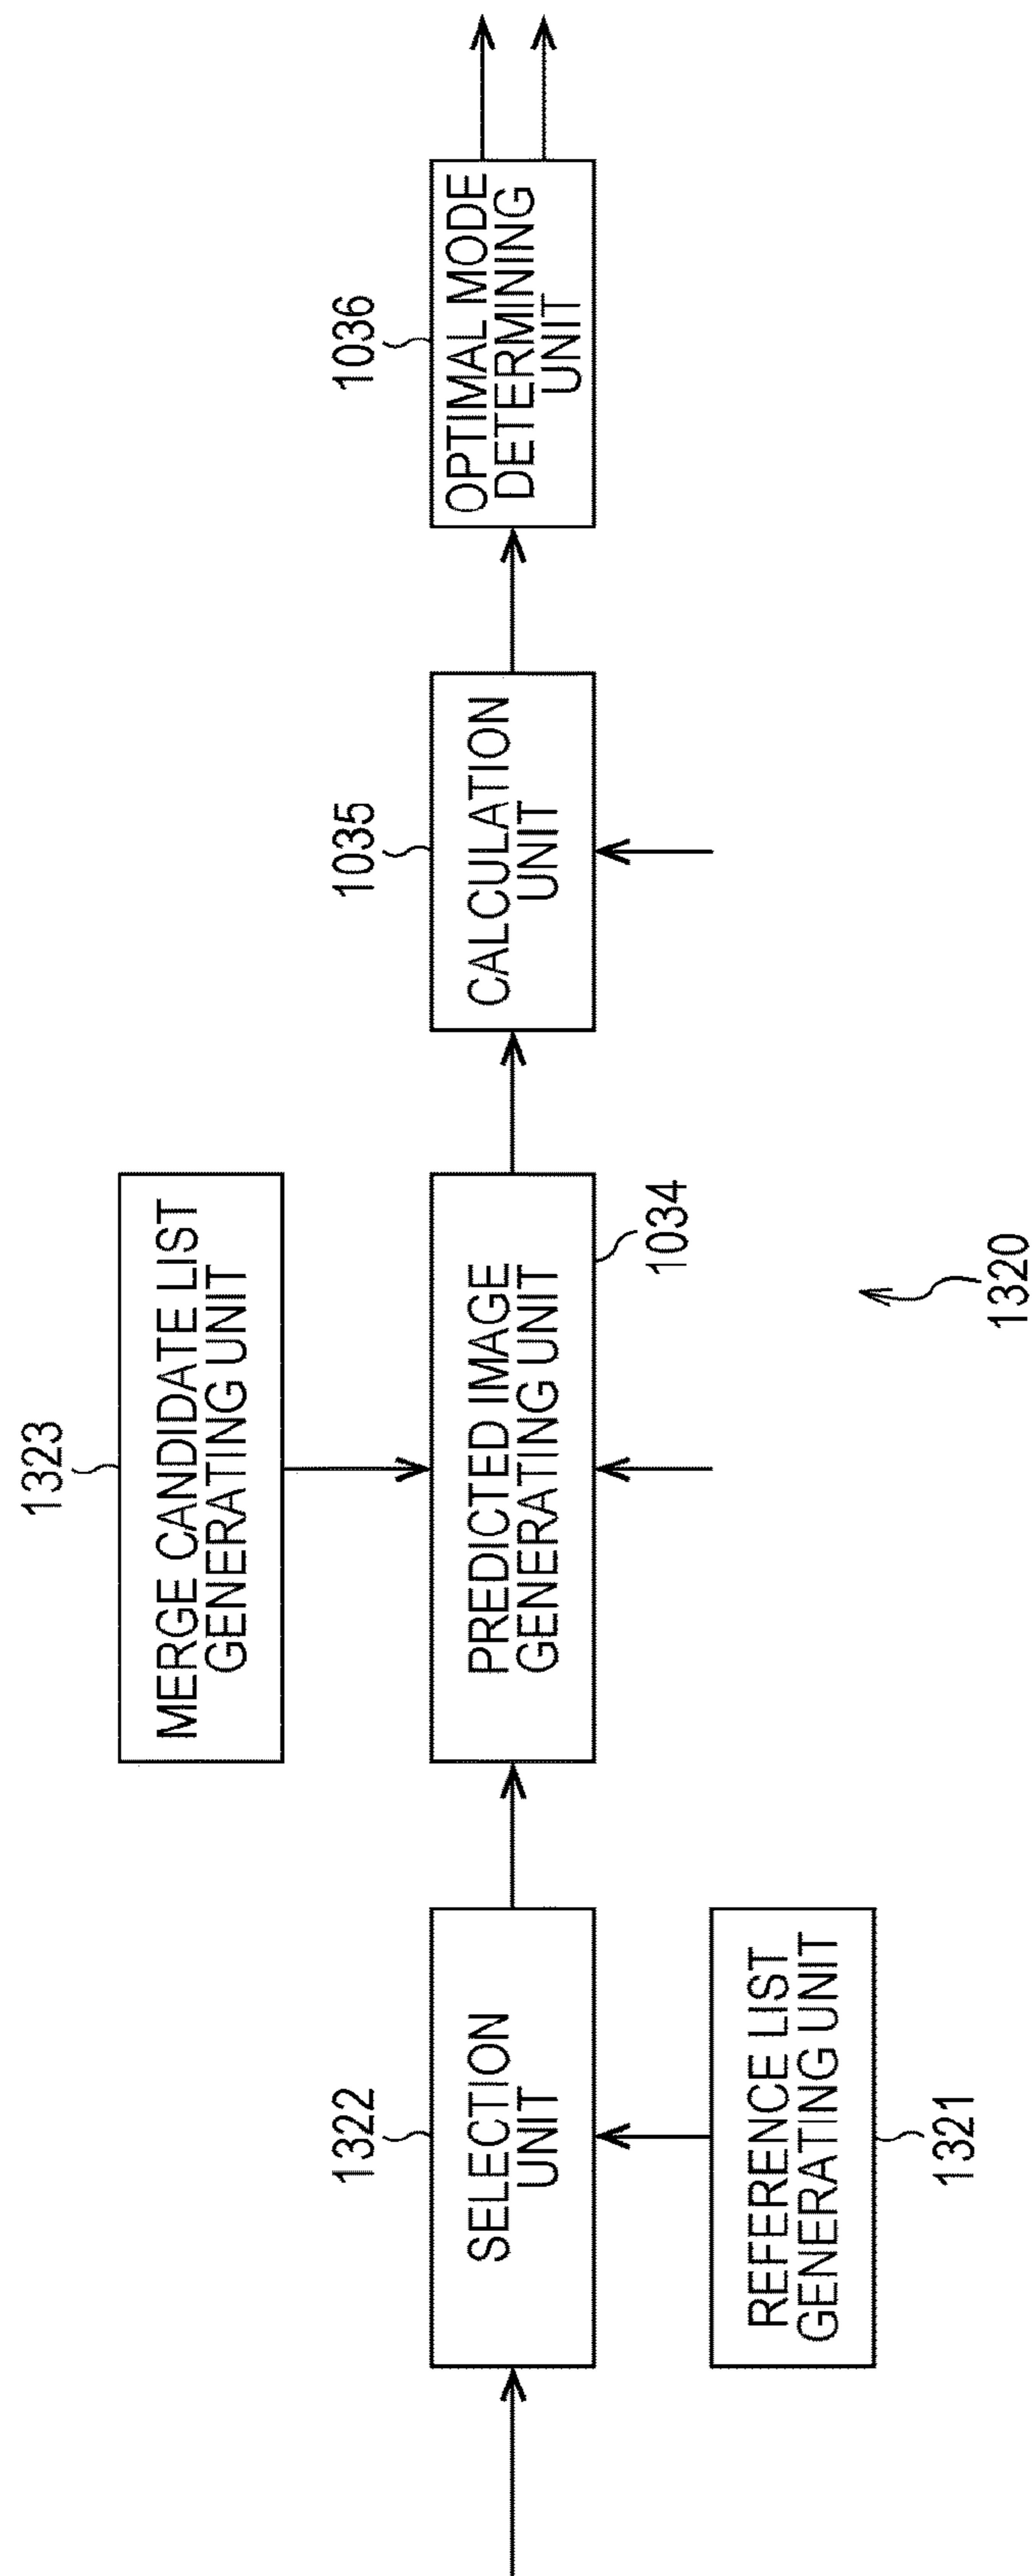 1323
MERGE CANDIDATE LIST
GENERATING UNIT
1322
SELECTION
UNIT
PREDICTED IMAGE
GENERATING UNIT
1034
1035
CALCULATION
UNIT
1036
OPTIMAL MODE
DETERMINING
UNIT
REFERENCE LIST
GENERATING UNIT
1321
1320